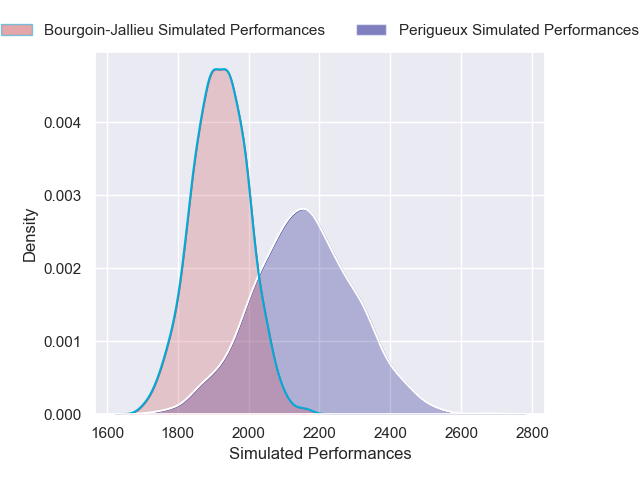 Bourgoin-Jallieu Simulated Performances
Perigueux Simulated Performances
0.004
0.003
0.002
0.001
0.000
Density
1600 1800 2000 2200 2400 2600 2800
Simulated Performances